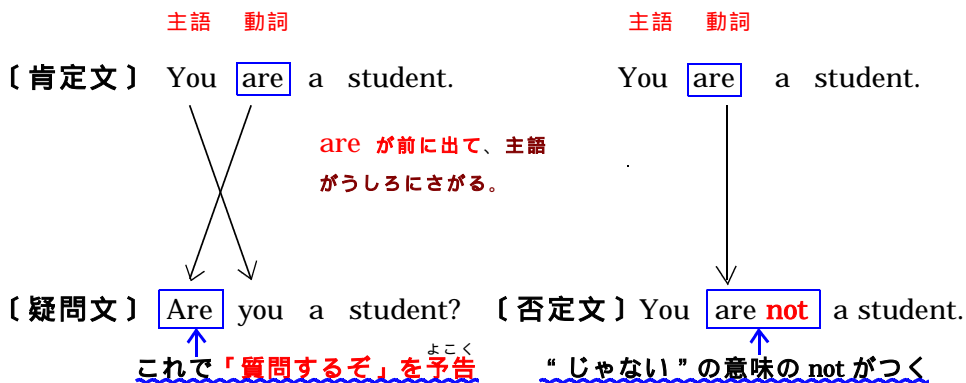 主語 動詞 主語 動詞
〔肯定文〕 You are a student. You are a student.
are が前に出て、主語
がうしろにさがる。
〔疑問文〕 Are you a student? 〔否定文〕 You are not a student.
よこく
これで「質問するぞ」を予告 “じゃない”の意味の not がつく